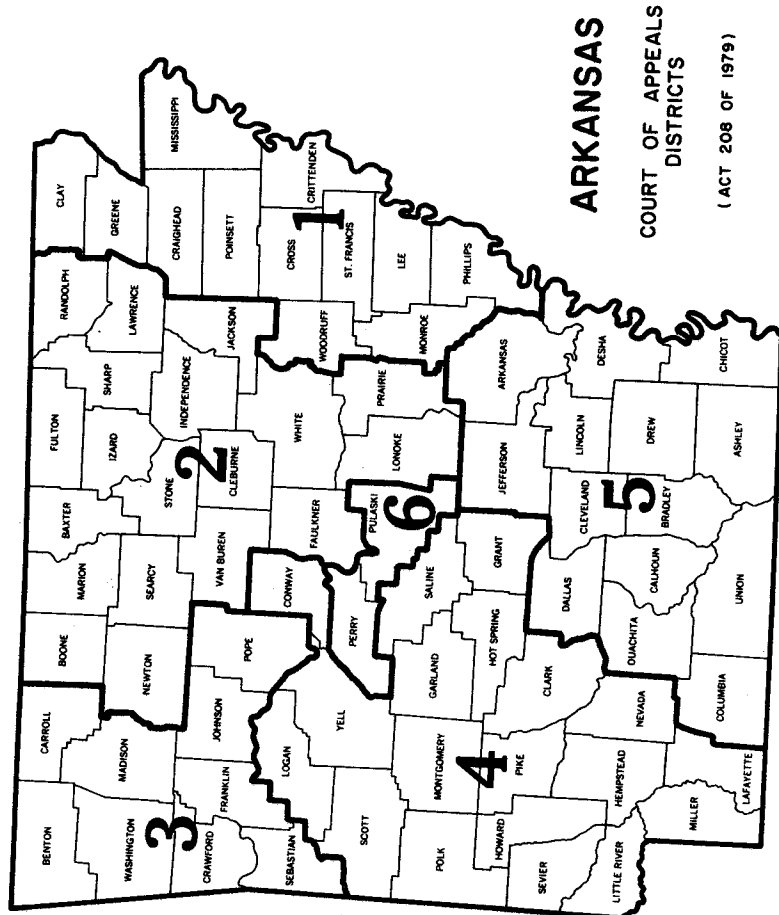 BENTON
CARROLL
BOONE
MARION
BAXTER
FULTON
RANDOLPH
CLAY
WASHINGTON
MADISON
NEWTON
SEARCY
IZARD
SHARP
LAWRENCE
GREENE
3
CRAWFORD
FRANKLIN
JOHNSON
POPE
VAN BUREN
STONE
2
CLEBURNE
INDEPENDENCE
JACKSON
CRAIGHEAD
MISSISSIPPI
POINSETT
SEBASTIAN
LOGAN
CONWAY
FAULKNER
WHITE
WOODRUFF
CROSS
CRITTENDEN
1
ST. FRANCIS
SCOTT
YELL
PERRY
PULASKI
6
LONOKE
PRAIRIE
MONROE
LEE
PHILLIPS
POLK
MONTGOMERY
GARLAND
SALINE
HOT SPRING
GRANT
JEFFERSON
ARKANSAS
4
HOWARD
PIKE
CLARK
DALLAS
CLEVELAND
LINCOLN
DESHA
SEVIER
LITTLE RIVER
HEMPSTEAD
NEVADA
OUACHITA
CALHOUN
5
BRADLEY
DREW
CHICOT
MILLER
LAFAYETTE
COLUMBIA
UNION
ASHLEY
ARKANSAS
COURT OF APPEALS
DISTRICTS
(ACT 208 OF 1979)